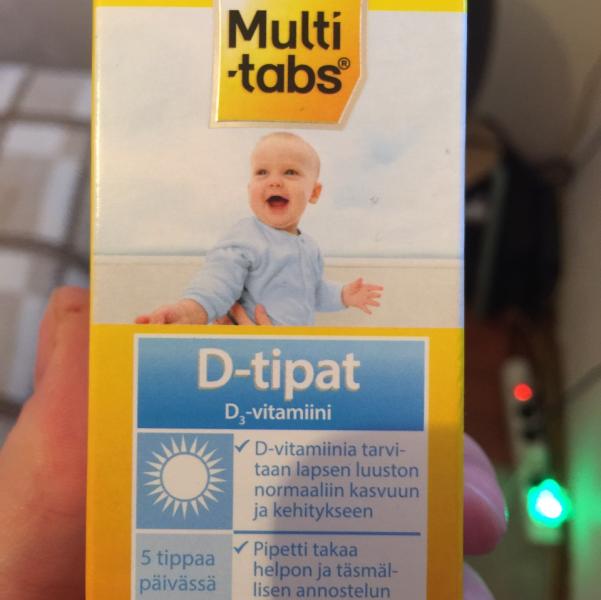 Multi
-tabs®
D-tipat
D₃-vitamiini
✓ D-vitamiinia tarvi-
taan lapsen luuston
normaaliin kasvuun
ja kehitykseen
5 tippaa
päivässä
✓ Pipetti takaa
helpon ja täsmäl-
lisen annostelun